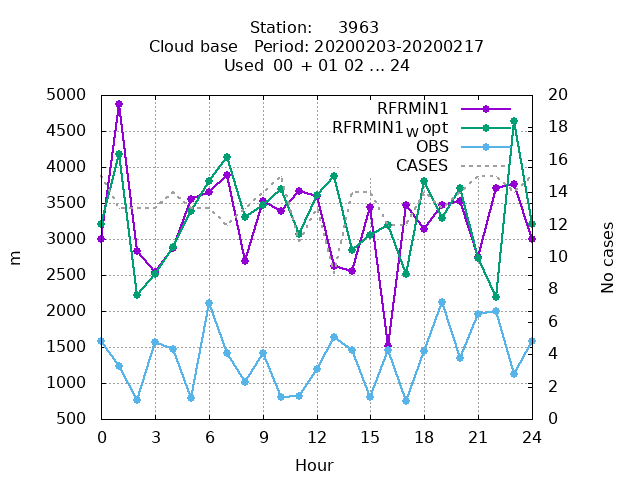 Station: 3963
Cloud base Period: 20200203-20200217
Used 00 + 01 02 ... 24
5000
4500
4000
3500
3000
2500
2000
1500
1000
500
20
18
16
14
12
10
8
6
4
2
0
RFRMIN1
RFRMIN1wopt
OBS
CASES
m
No cases
0 3 6 9 12 15 18 21 24
Hour